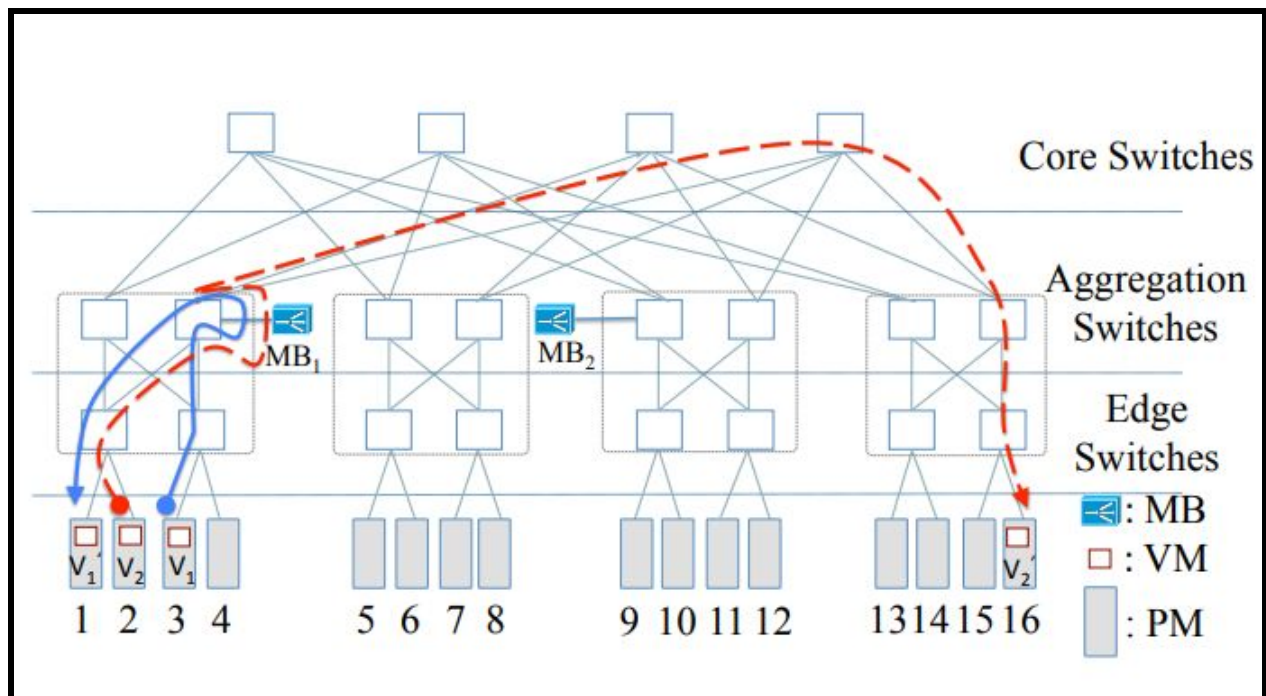 Core Switches
Aggregation
Switches
MB₁
MB₂
Edge
Switches
V₁′ V₂ V₁ V₂′
: MB
: VM
: PM
1 2 3 4 5 6 7 8 9 10 11 12 13 14 15 16